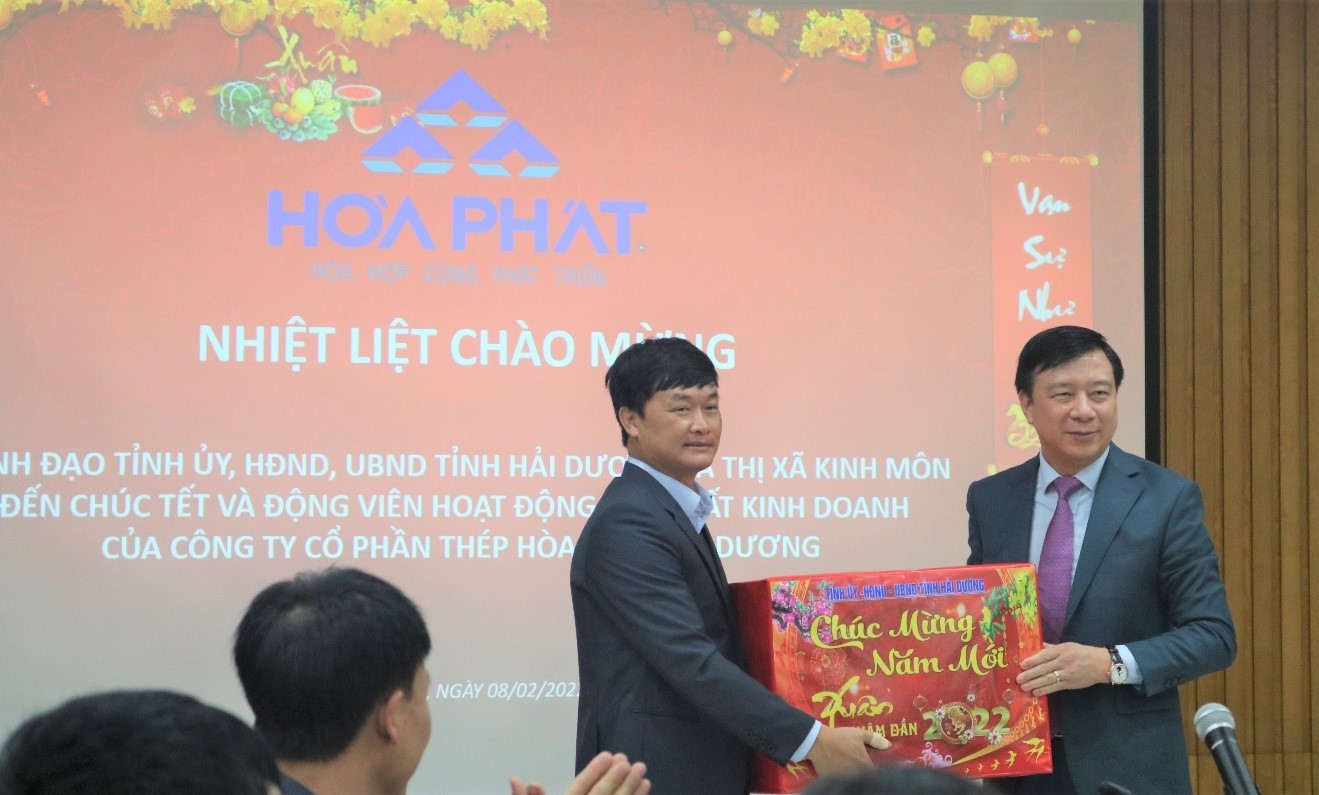 Xuân
HÒA PHÁT
HÒA HỢP CÙNG PHÁT TRIỂN
Vạn
Sự
Như
NHIỆT LIỆT CHÀO MỪNG
NH ĐẠO TỈNH ỦY, HĐND, UBND TỈNH HẢI DƯƠ THỊ XÃ KINH MÔN
ĐẾN CHÚC TẾT VÀ ĐỘNG VIÊN HOẠT ĐỘNG ẤT KINH DOANH
CỦA CÔNG TY CỔ PHẦN THÉP HÒA DƯƠNG
, NGÀY 08/02/202
TỈNH ỦY -HĐND - UBND TỈNH HẢI DƯƠNG
Chúc Mừng
Năm Mới
Xuân
NHÂM DẦN 2022